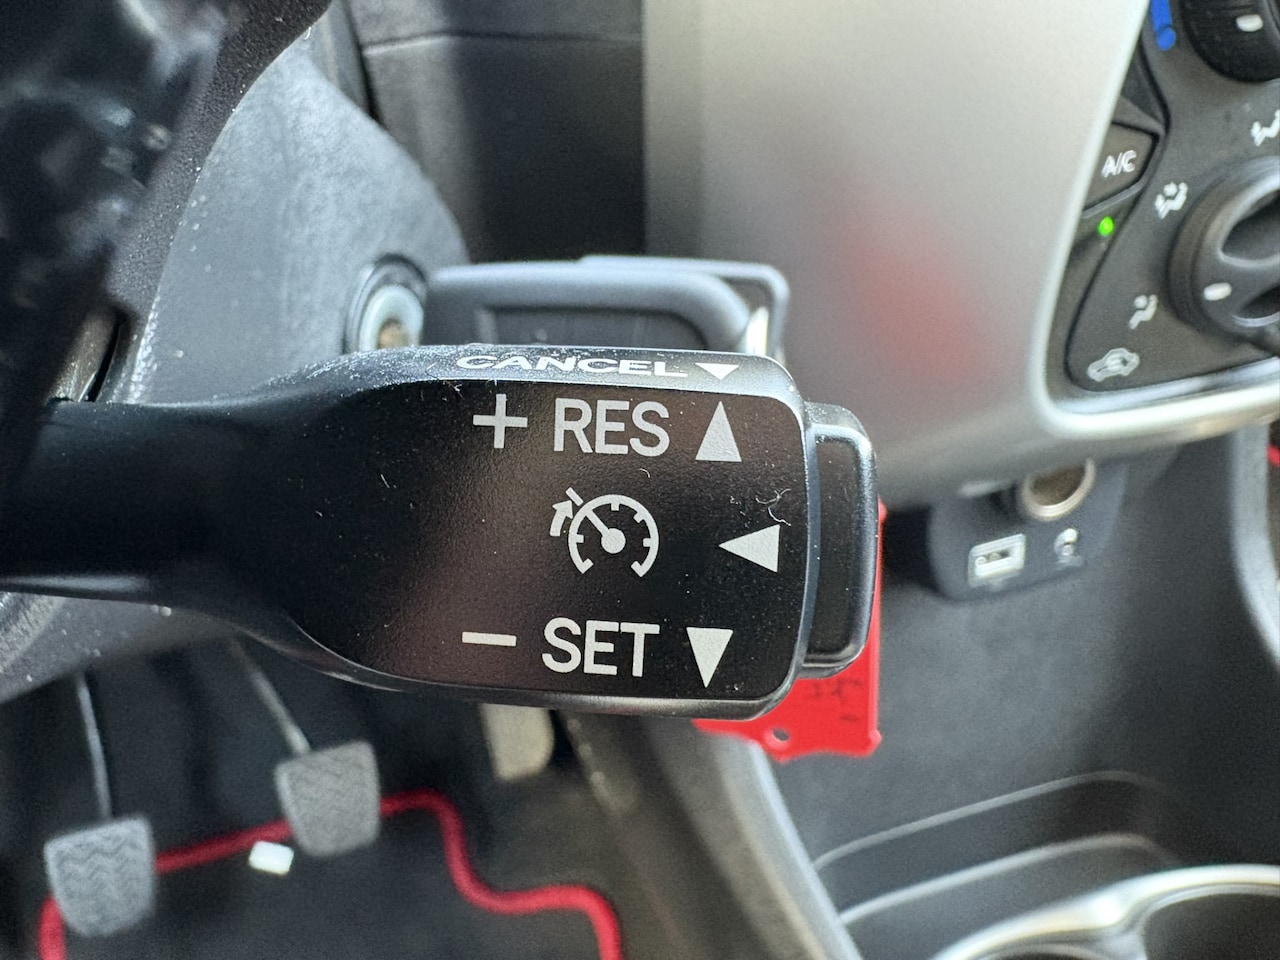 A/C
CANCEL
+ RES
− SET